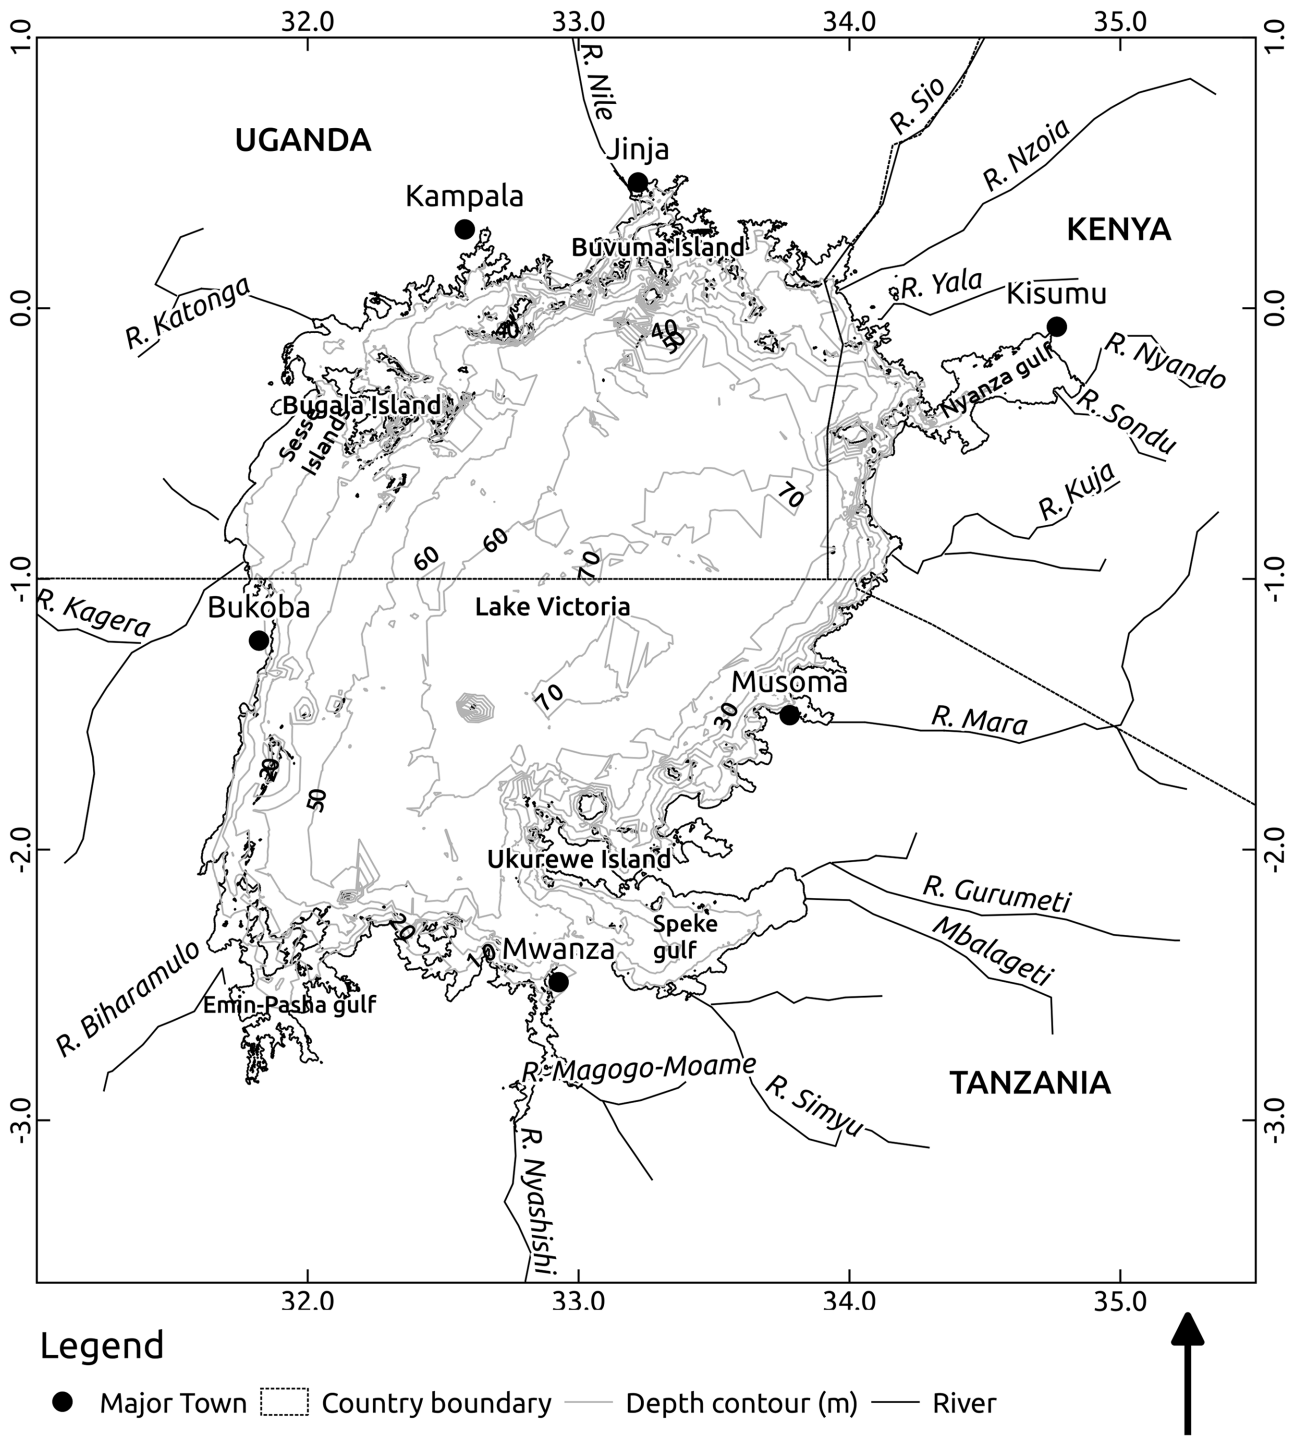 32.0
33.0
34.0
35.0
1.0
1.0
R. Nile
R. Sio
UGANDA
Jinja
R. Nzoia
Kampala
KENYA
Buvuma Island
R. Katonga
R. Yala
Kisumu
0.0
0.0
40
40
50
R. Nyando
Nyanza gulf
Bugala Island
R. Sondu
Sesse
Islands
70
R. Kuja
60
60
70
-1.0
-1.0
R. Kagera
Bukoba
Lake Victoria
Musoma
70
30
R. Mara
50
-2.0
-2.0
Ukurewe Island
R. Gurumeti
20
Speke
gulf
Mbalageti
Mwanza
10
R. Biharamulo
Emin-Pasha gulf
R. Magogo-Moame
TANZANIA
R. Simyu
-3.0
-3.0
R. Nyashishi
32.0
33.0
34.0
35.0
Legend
Major Town
Country boundary
Depth contour (m)
River